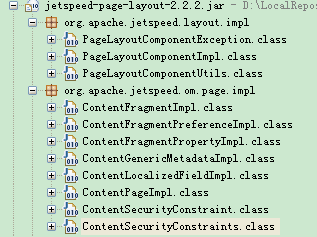 jetspeed-page-layout-2.2.2.jar - D:\LocalRepos
org.apache.jetspeed.layout.impl
PageLayoutComponentException.class
PageLayoutComponentImpl.class
PageLayoutComponentUtils.class
org.apache.jetspeed.om.page.impl
ContentFragmentImpl.class
ContentFragmentPreferenceImpl.class
ContentFragmentPropertyImpl.class
ContentGenericMetadataImpl.class
ContentLocalizedFieldImpl.class
ContentPageImpl.class
ContentSecurityConstraint.class
ContentSecurityConstraints.class